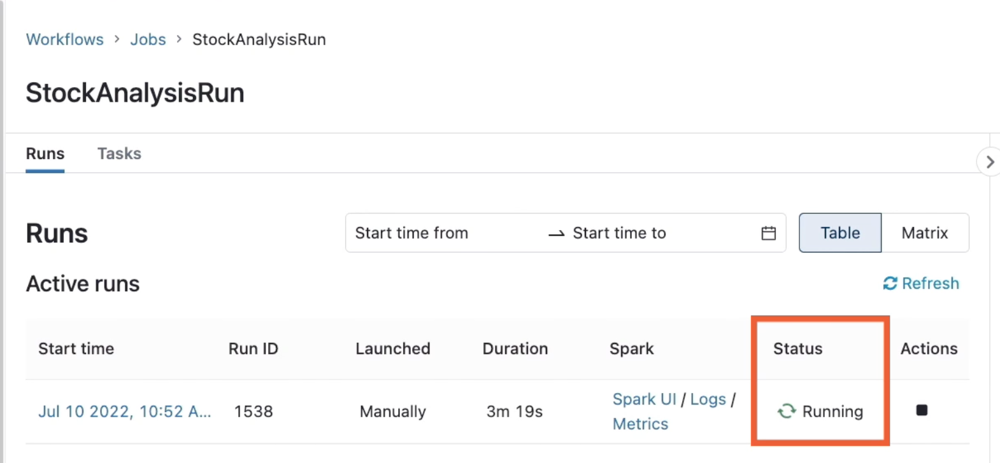 Workflows > Jobs > StockAnalysisRun
StockAnalysisRun
Runs Tasks
Runs Start time from → Start time to Table Matrix
Active runs Refresh
Start time Run ID Launched Duration Spark Status Actions
Jul 10 2022, 10:52 A... 1538 Manually 3m 19s Spark UI / Logs / Running
Metrics